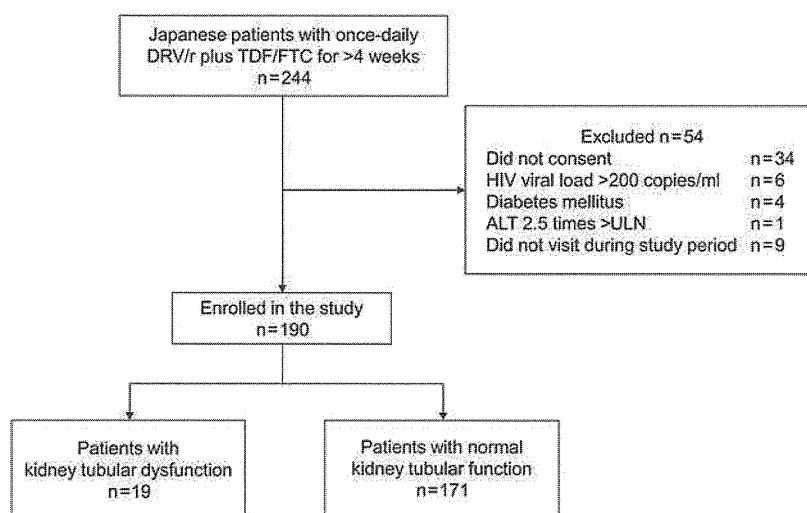 Japanese patients with once-daily
DRV/r plus TDF/FTC for >4 weeks
n=244
Excluded n=54
Did not consent n=34
HIV viral load >200 copies/ml n=6
Diabetes mellitus n=4
ALT 2.5 times >ULN n=1
Did not visit during study period n=9
Enrolled in the study
n=190
Patients with
kidney tubular dysfunction
n=19
Patients with normal
kidney tubular function
n=171